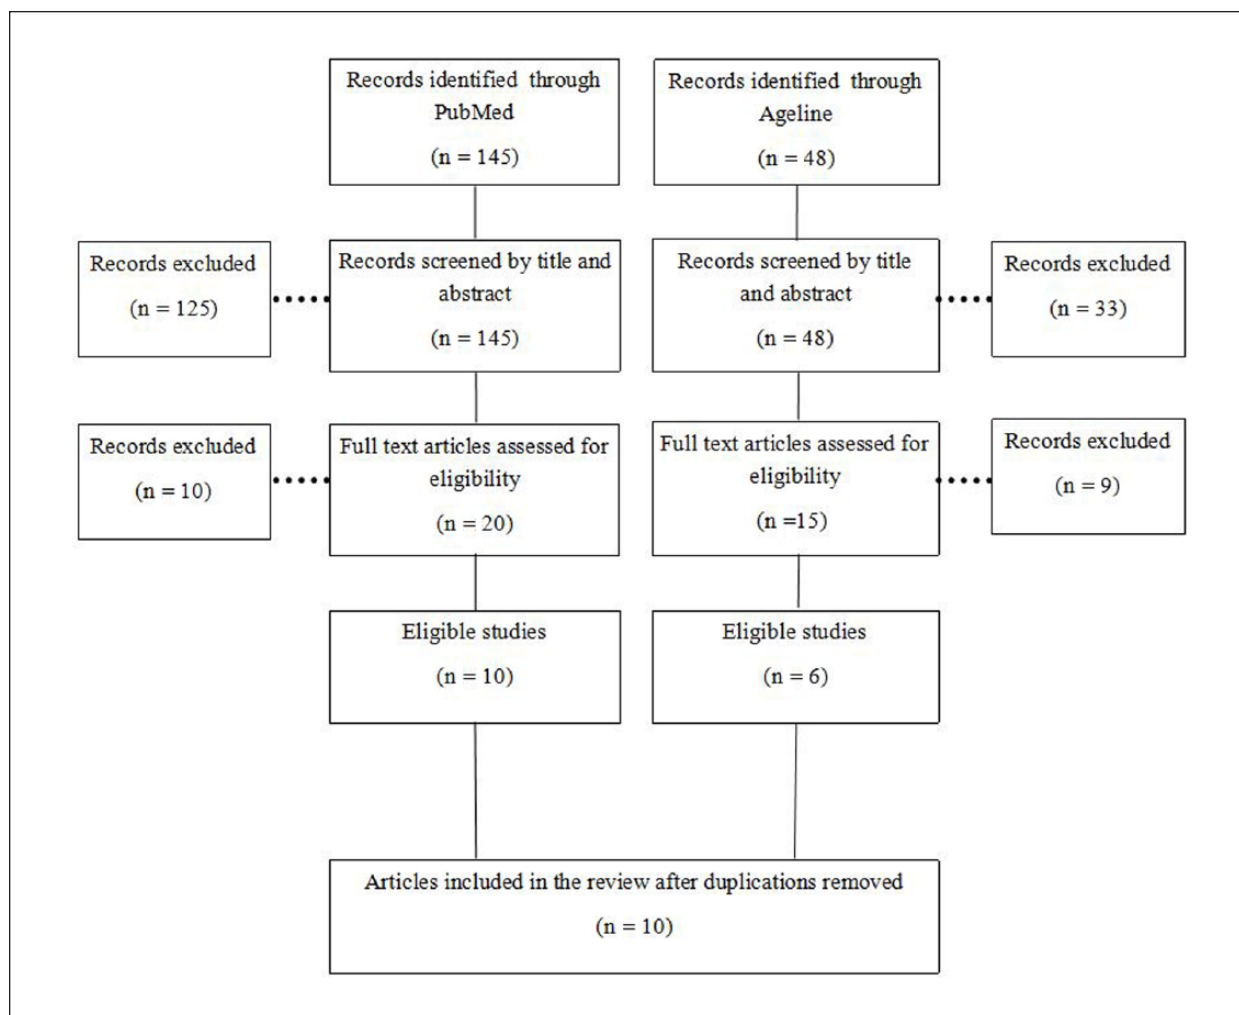 Records identified through
PubMed
(n = 145)
Records identified through
Ageline
(n = 48)
Records excluded
(n = 125)
Records screened by title and
abstract
(n = 145)
Records screened by title
and abstract
(n = 48)
Records excluded
(n = 33)
Records excluded
(n = 10)
Full text articles assessed for
eligibility
(n = 20)
Full text articles assessed for
eligibility
(n =15)
Records excluded
(n = 9)
Eligible studies
(n = 10)
Eligible studies
(n = 6)
Articles included in the review after duplications removed
(n = 10)